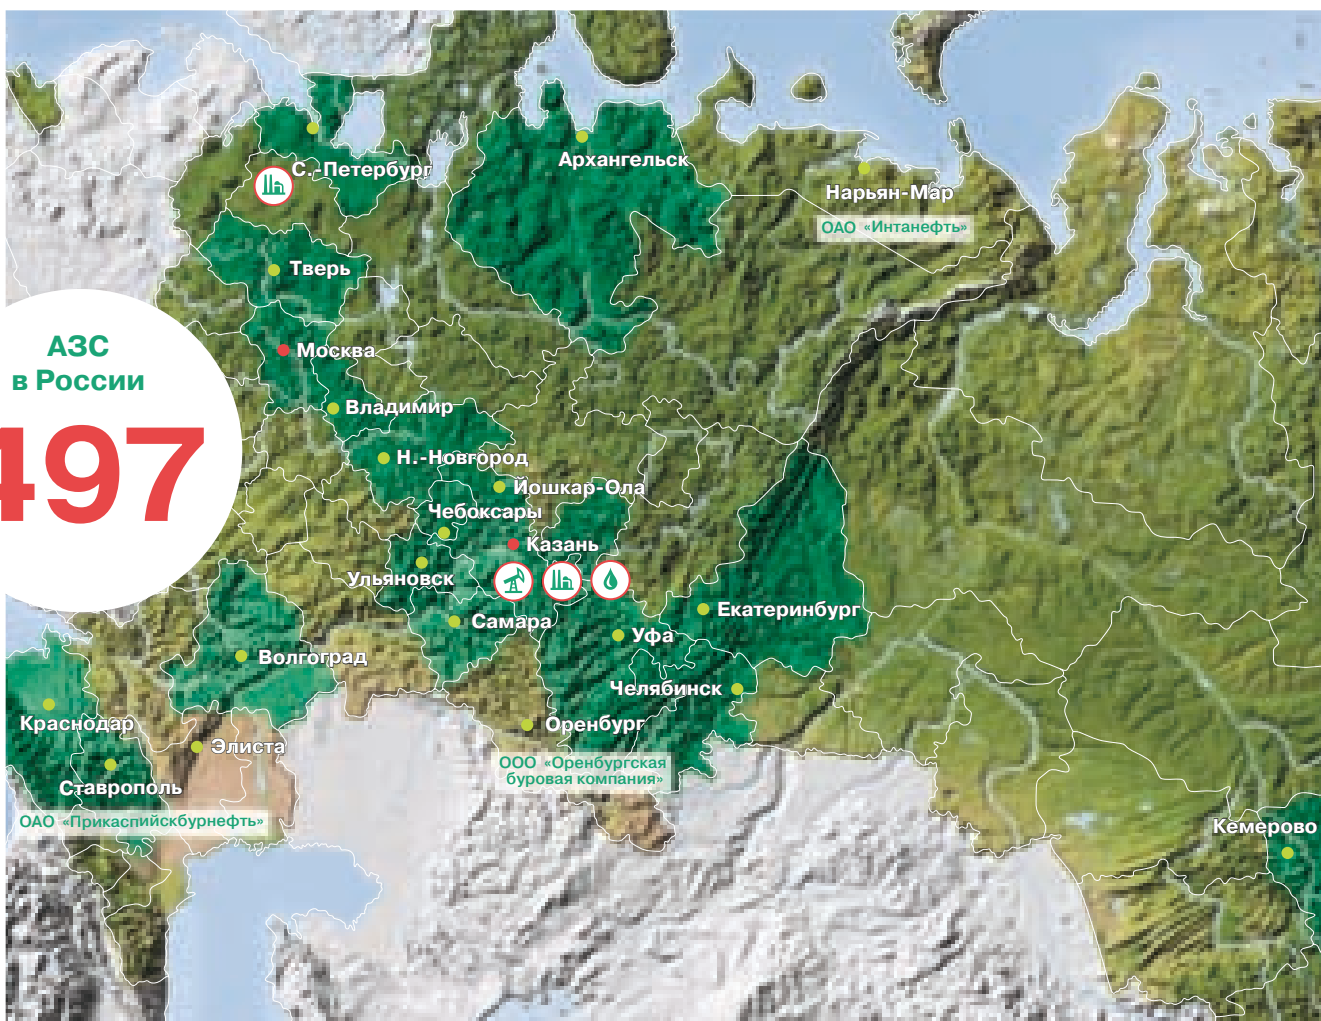 С.-Петербург
Архангельск
Нарьян-Мар
ОАО «Интанефть»
Тверь
АЗС
в России
497
Москва
Владимир
Н.-Новгород
Йошкар-Ола
Чебоксары
Казань
Ульяновск
Самара
Екатеринбург
Уфа
Волгоград
Челябинск
Краснодар
Оренбург
ООО «Оренбургская
буровая компания»
Элиста
Ставрополь
ОАО «Прикаспийскбурнефть»
Кемерово